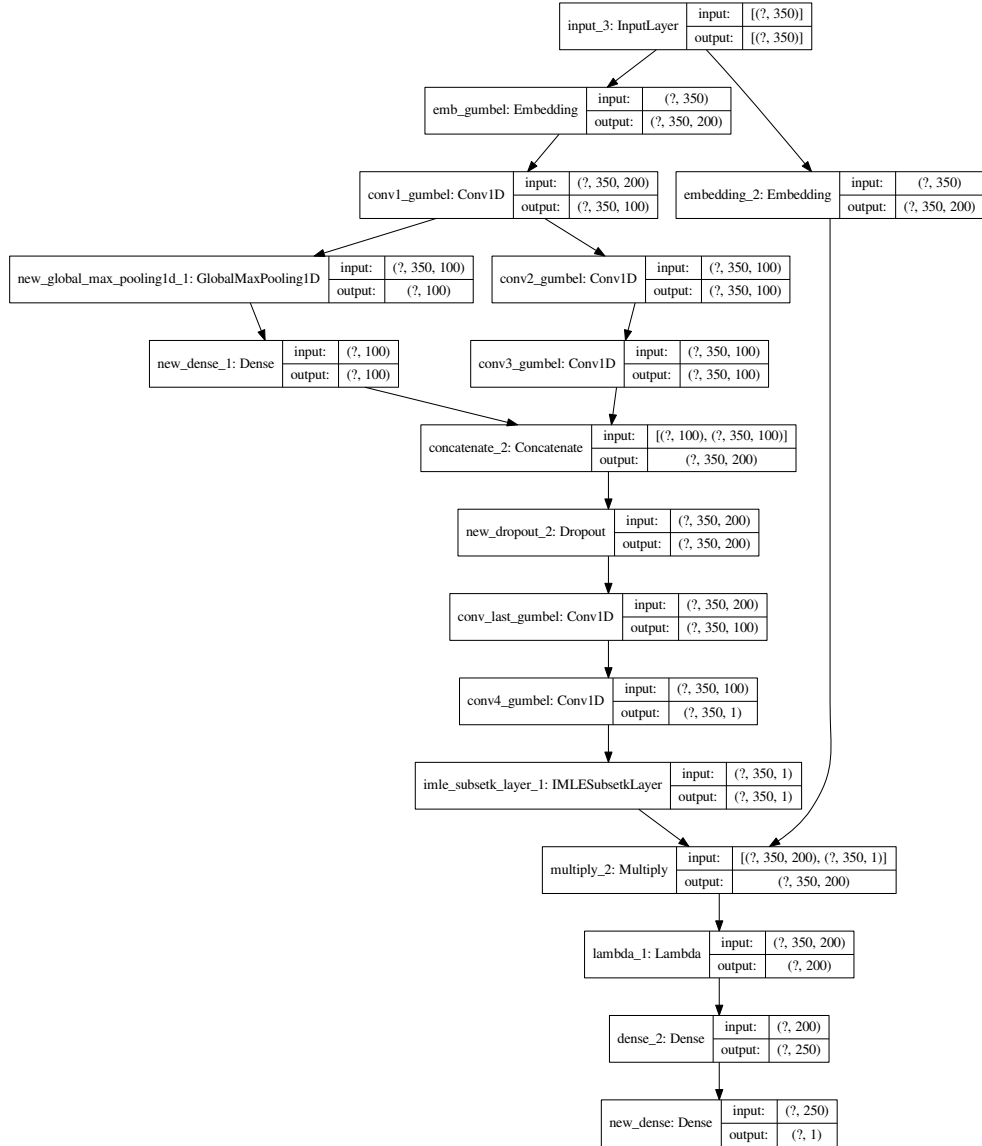 input_3: InputLayer
input: [(?, 350)]
output: [(?, 350)]
emb_gumbel: Embedding
input: (?, 350)
output: (?, 350, 200)
conv1_gumbel: Conv1D
input: (?, 350, 200)
output: (?, 350, 100)
embedding_2: Embedding
input: (?, 350)
output: (?, 350, 200)
new_global_max_pooling1d_1: GlobalMaxPooling1D
input: (?, 350, 100)
output: (?, 100)
conv2_gumbel: Conv1D
input: (?, 350, 100)
output: (?, 350, 100)
new_dense_1: Dense
input: (?, 100)
output: (?, 100)
conv3_gumbel: Conv1D
input: (?, 350, 100)
output: (?, 350, 100)
concatenate_2: Concatenate
input: [(?, 100), (?, 350, 100)]
output: (?, 350, 200)
new_dropout_2: Dropout
input: (?, 350, 200)
output: (?, 350, 200)
conv_last_gumbel: Conv1D
input: (?, 350, 200)
output: (?, 350, 100)
conv4_gumbel: Conv1D
input: (?, 350, 100)
output: (?, 350, 1)
imle_subsetk_layer_1: IMLESubsetkLayer
input: (?, 350, 1)
output: (?, 350, 1)
multiply_2: Multiply
input: [(?, 350, 200), (?, 350, 1)]
output: (?, 350, 200)
lambda_1: Lambda
input: (?, 350, 200)
output: (?, 200)
dense_2: Dense
input: (?, 200)
output: (?, 250)
new_dense: Dense
input: (?, 250)
output: (?, 1)